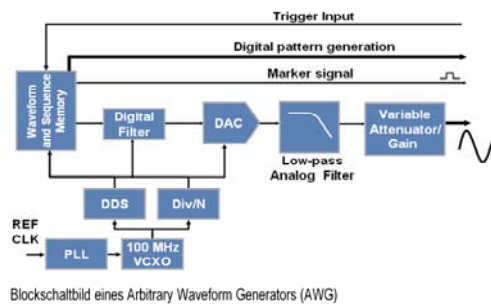 Trigger Input
Digital pattern generation
Marker signal
Waveform
and Sequence
Memory
Digital
Filter
DAC
Low-pass
Analog Filter
Variable
Attenuator/
Gain
DDS
Div/N
REF
CLK
PLL
100 MHz
VCXO
Blockschaltbild eines Arbitrary Waveform Generators (AWG)